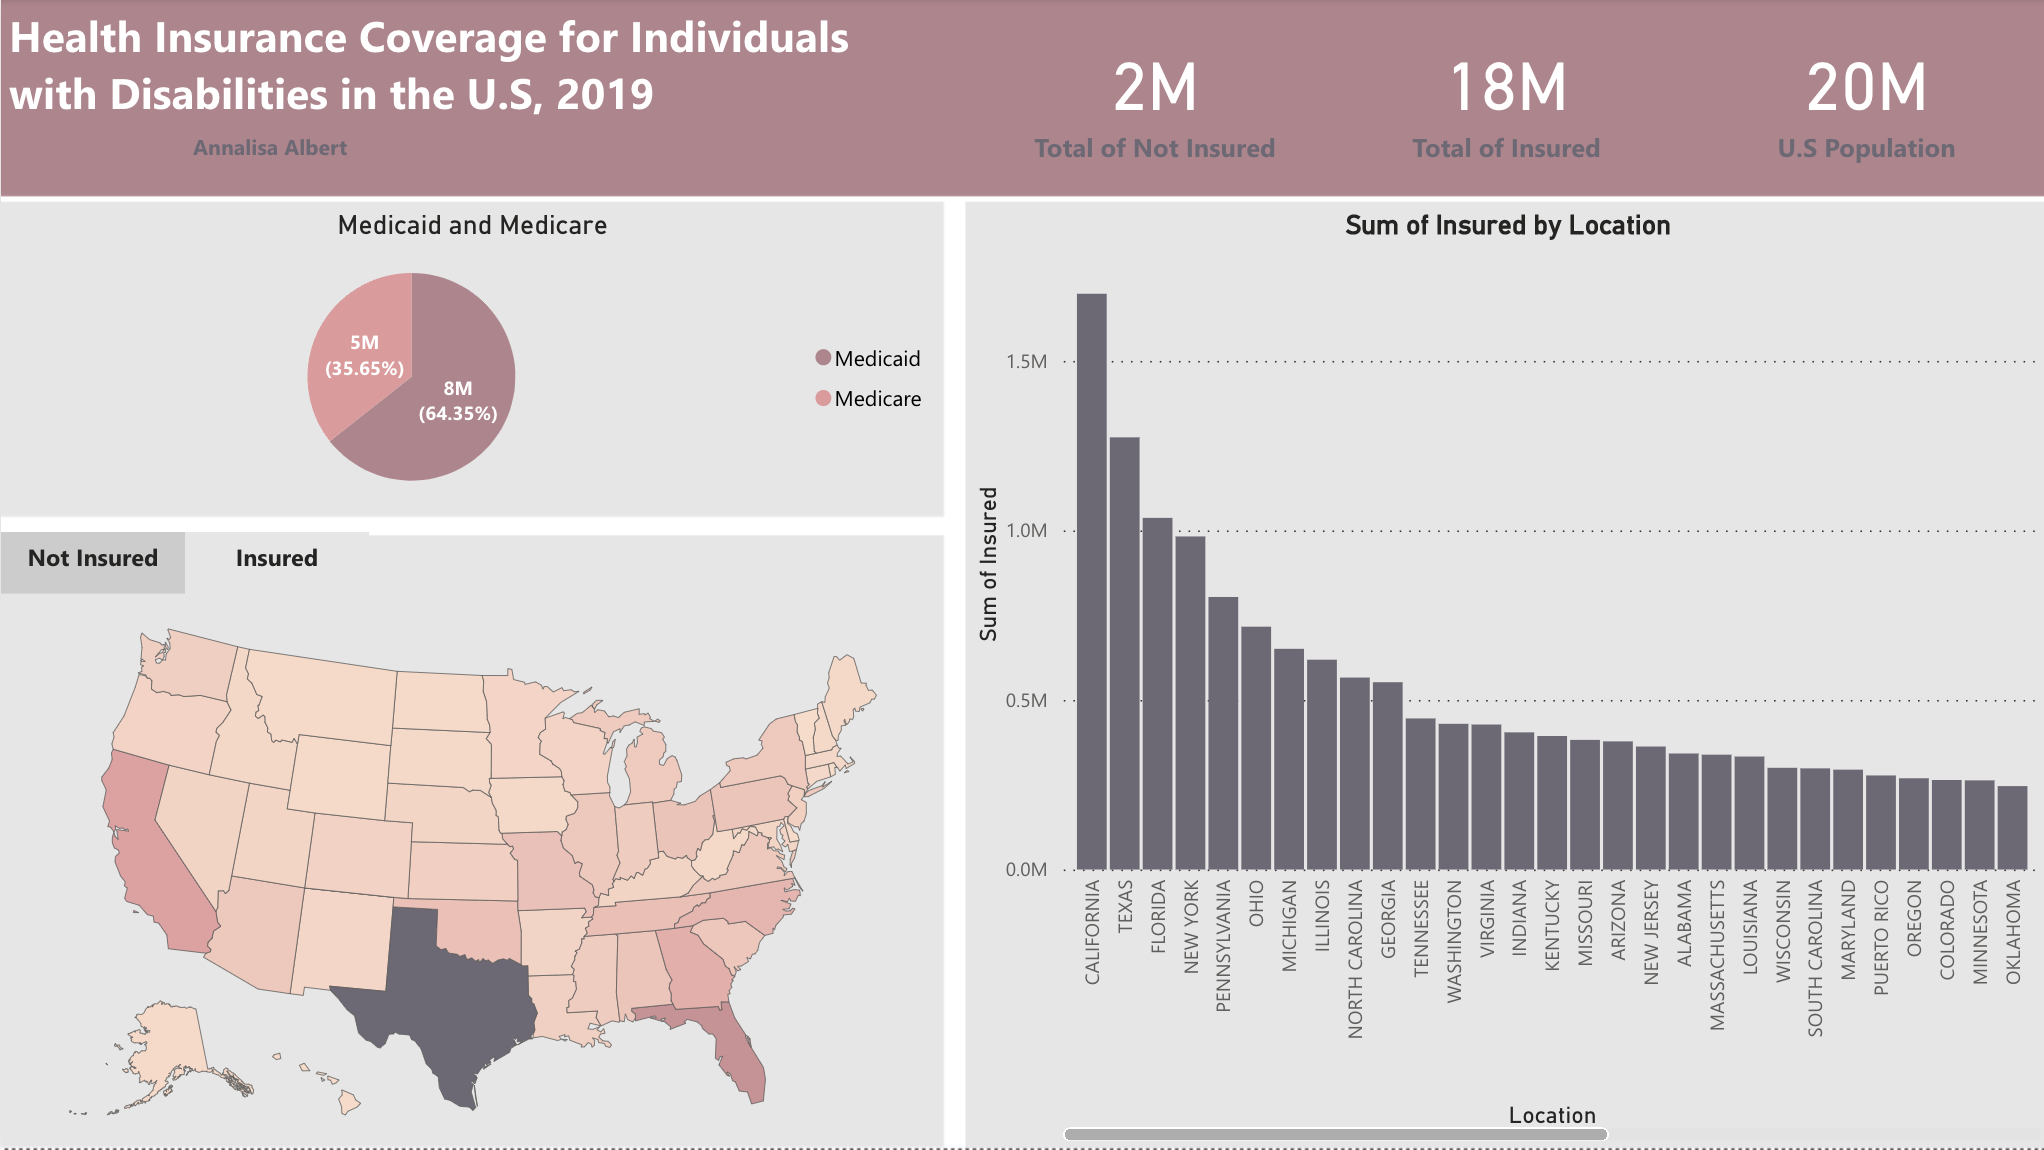 Health Insurance Coverage for Individuals
with Disabilities in the U.S, 2019
Annalisa Albert
2M
Total of Not Insured
18M
Total of Insured
20M
U.S Population
Medicaid and Medicare
5M
(35.65%)
8M
(64.35%)
Medicaid
Medicare
Not Insured
Insured
Sum of Insured by Location
Sum of Insured
1.5M
1.0M
0.5M
0.0M
CALIFORNIA
TEXAS
FLORIDA
NEW YORK
PENNSYLVANIA
OHIO
MICHIGAN
ILLINOIS
NORTH CAROLINA
GEORGIA
TENNESSEE
WASHINGTON
VIRGINIA
INDIANA
KENTUCKY
MISSOURI
ARIZONA
NEW JERSEY
ALABAMA
MASSACHUSETTS
LOUISIANA
WISCONSIN
SOUTH CAROLINA
MARYLAND
PUERTO RICO
OREGON
COLORADO
MINNESOTA
OKLAHOMA
Location